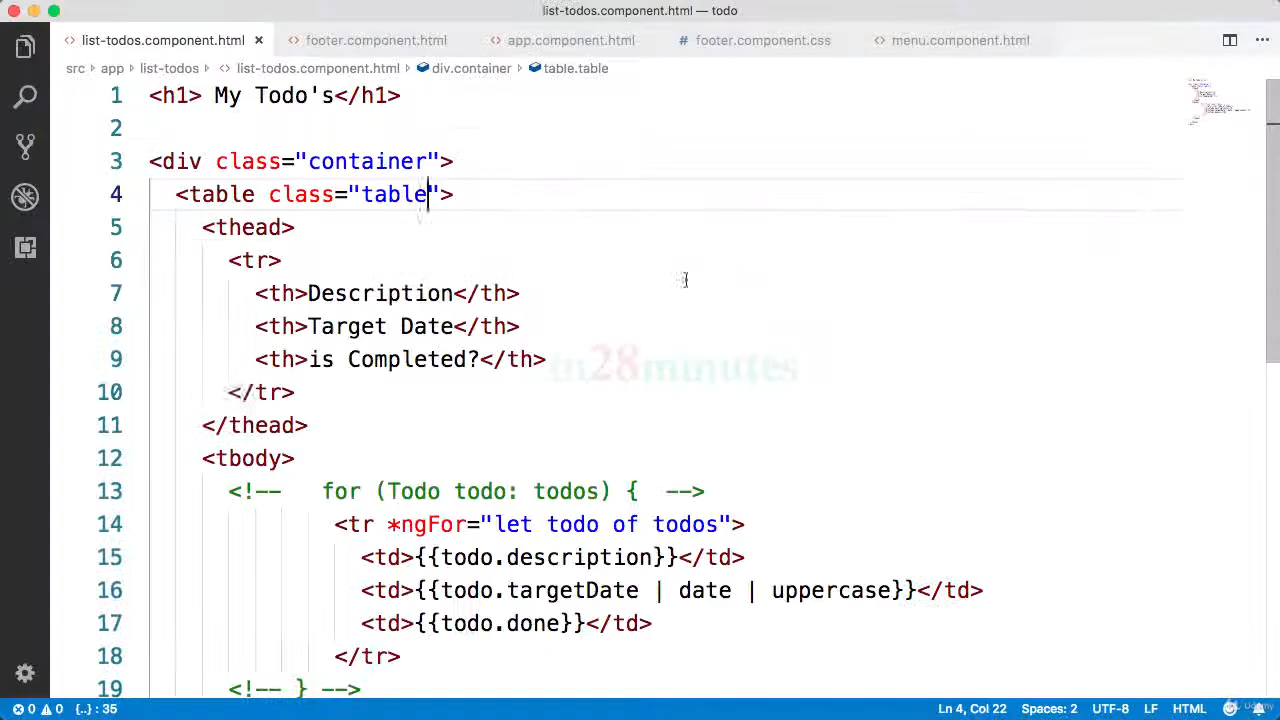 list-todos.component.html — todo
list-todos.component.html × footer.component.html app.component.html footer.component.css menu.component.html
src › app › list-todos › list-todos.component.html › div.container › table.table
1 <h1> My Todo's</h1>
2
3 <div class="container">
4 <table class="table">
5 <thead>
6 <tr>
7 <th>Description</th>
8 <th>Target Date</th>
9 <th>is Completed?</th>
10 </tr>
11 </thead>
12 <tbody>
13 <!-- for (Todo todo: todos) { -->
14 <tr *ngFor="let todo of todos">
15 <td>{{todo.description}}</td>
16 <td>{{todo.targetDate | date | uppercase}}</td>
17 <td>{{todo.done}}</td>
18 </tr>
19 <!-- } -->
in28minutes
0 0 {..} : 35 Ln 4, Col 22 Spaces: 2 UTF-8 LF HTML Udemy